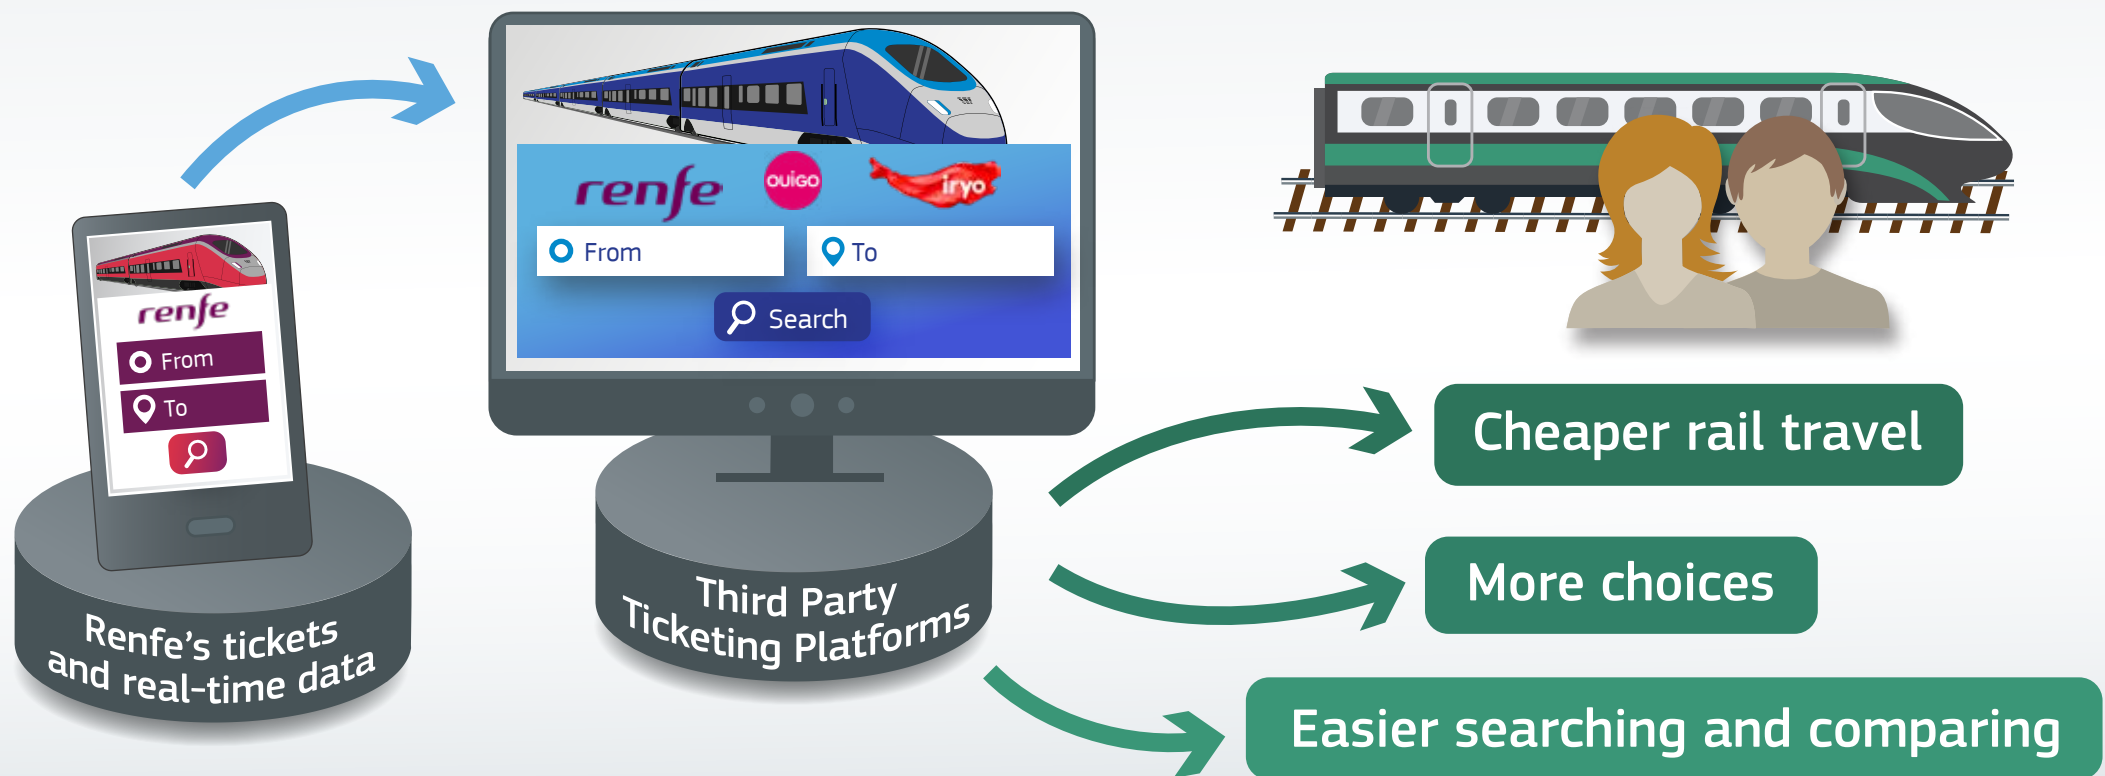 renfe
From
To
Renfe's tickets
and real-time data
renfe
OUIGO
iryo
From
To
Search
Third Party
Ticketing Platforms
Cheaper rail travel
More choices
Easier searching and comparing